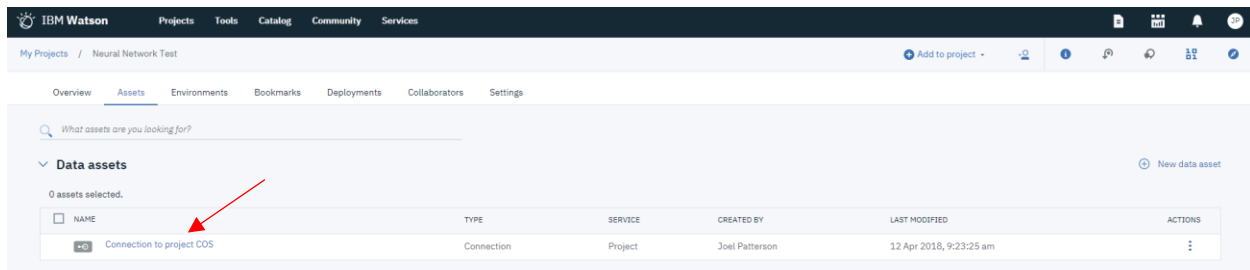 IBM Watson Projects Tools Catalog Community Services JP
My Projects / Neural Network Test Add to project
Overview Assets Environments Bookmarks Deployments Collaborators Settings
What assets are you looking for?
Data assets New data asset
0 assets selected.
NAME TYPE SERVICE CREATED BY LAST MODIFIED ACTIONS
Connection to project COS Connection Project Joel Patterson 12 Apr 2018, 9:23:25 am